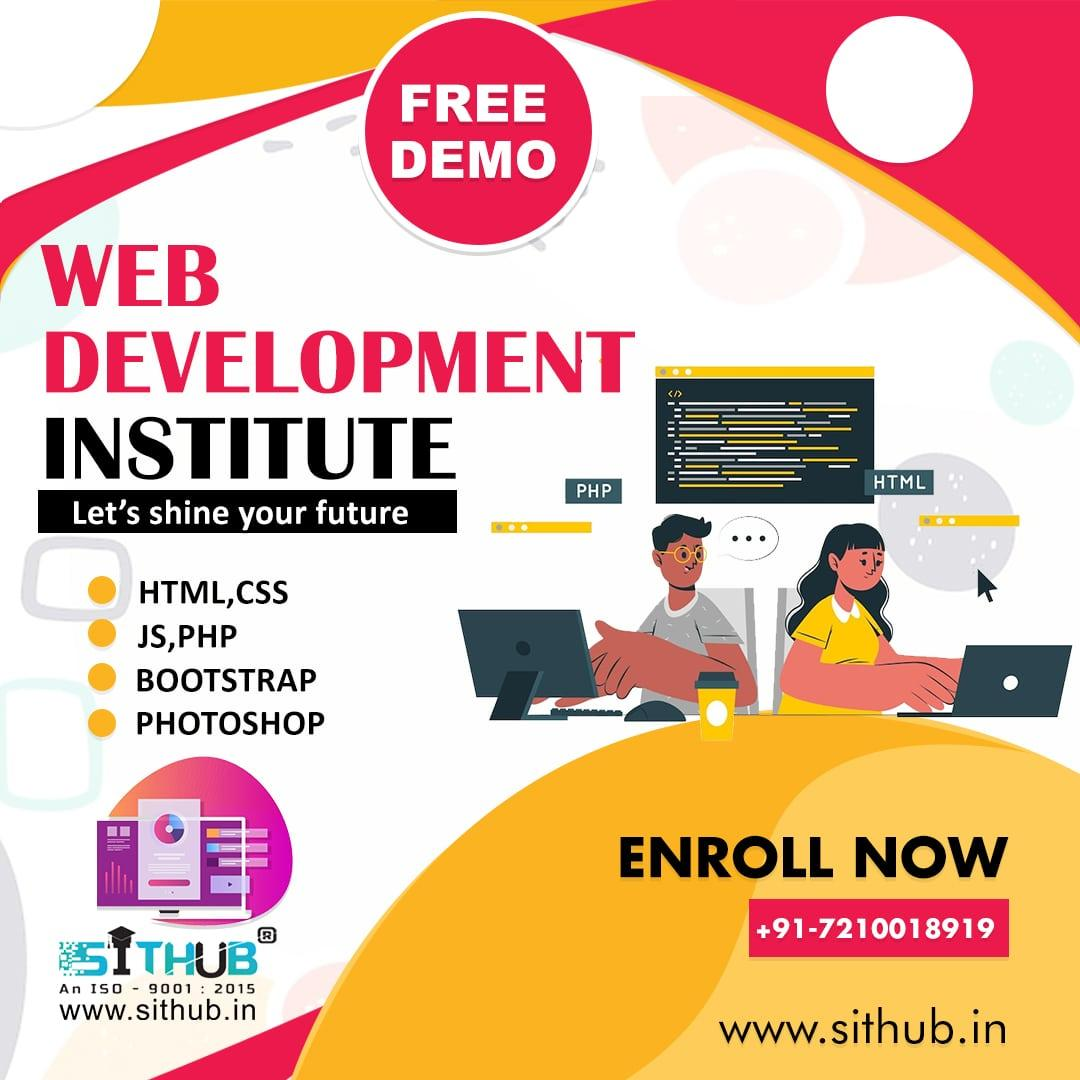 FREE
DEMO
WEB
DEVELOPMENT
INSTITUTE
Let's shine your future
HTML,CSS
JS,PHP
BOOTSTRAP
PHOTOSHOP
</>
PHP
HTML
SITHUB®
An ISO - 9001 : 2015
www.sithub.in
ENROLL NOW
+91-7210018919
www.sithub.in